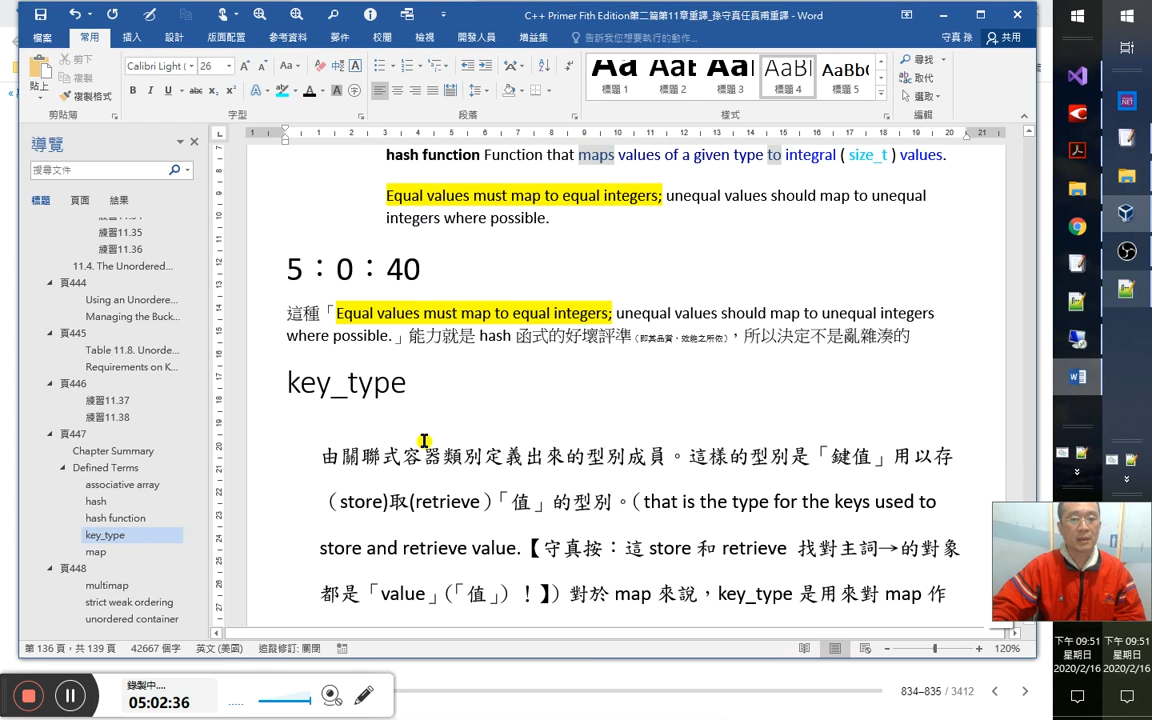 C++ Primer Fith Edition第二篇第11章重譯_孫守真任真甫重譯 - Word
檔案 常用 插入 設計 版面配置 參考資料 郵件 校閱 檢視 開發人員 增益集 告訴我您想要執行的動作... 守真 孫 共用
貼上 剪下 複製 複製格式
Calibri Light ( 26
標題 1 標題 2 標題 3 標題 4 標題 5
尋找 取代 選取
剪貼簿 字型 段落 樣式 編輯
導覽
搜尋文件
標題 頁面 結果
練習11.35
練習11.36
11.4. The Unordered...
頁444
Using an Unordere...
Managing the Buck...
頁445
Table 11.8. Unorde...
Requirements on K...
頁446
練習11.37
練習11.38
頁447
Chapter Summary
Defined Terms
associative array
hash
hash function
key_type
map
頁448
multimap
strict weak ordering
unordered container
hash function Function that maps values of a given type to integral ( size_t ) values.
Equal values must map to equal integers; unequal values should map to unequal
integers where possible.
5：0：40
這種「Equal values must map to equal integers; unequal values should map to unequal integers
where possible.」能力就是 hash 函式的好壞評準（即其品質、效能之所依），所以決定不是亂雜湊的
key_type
由關聯式容器類別定義出來的型別成員。這樣的型別是「鍵值」用以存
（store)取(retrieve）「值」的型別。（that is the type for the keys used to
store and retrieve value.【守真按：這 store 和 retrieve 找對主詞→的對象
都是「value」(「值」）！】）對於 map 來說，key_type 是用來對 map 作
第 136 頁，共 139 頁 42667 個字 英文 (美國) 追蹤修訂: 關閉 120%
錄製中....
05:02:36
834–835 / 3412
下午 09:51 下午 09:51
星期日 星期日
2020/2/16 2020/2/16